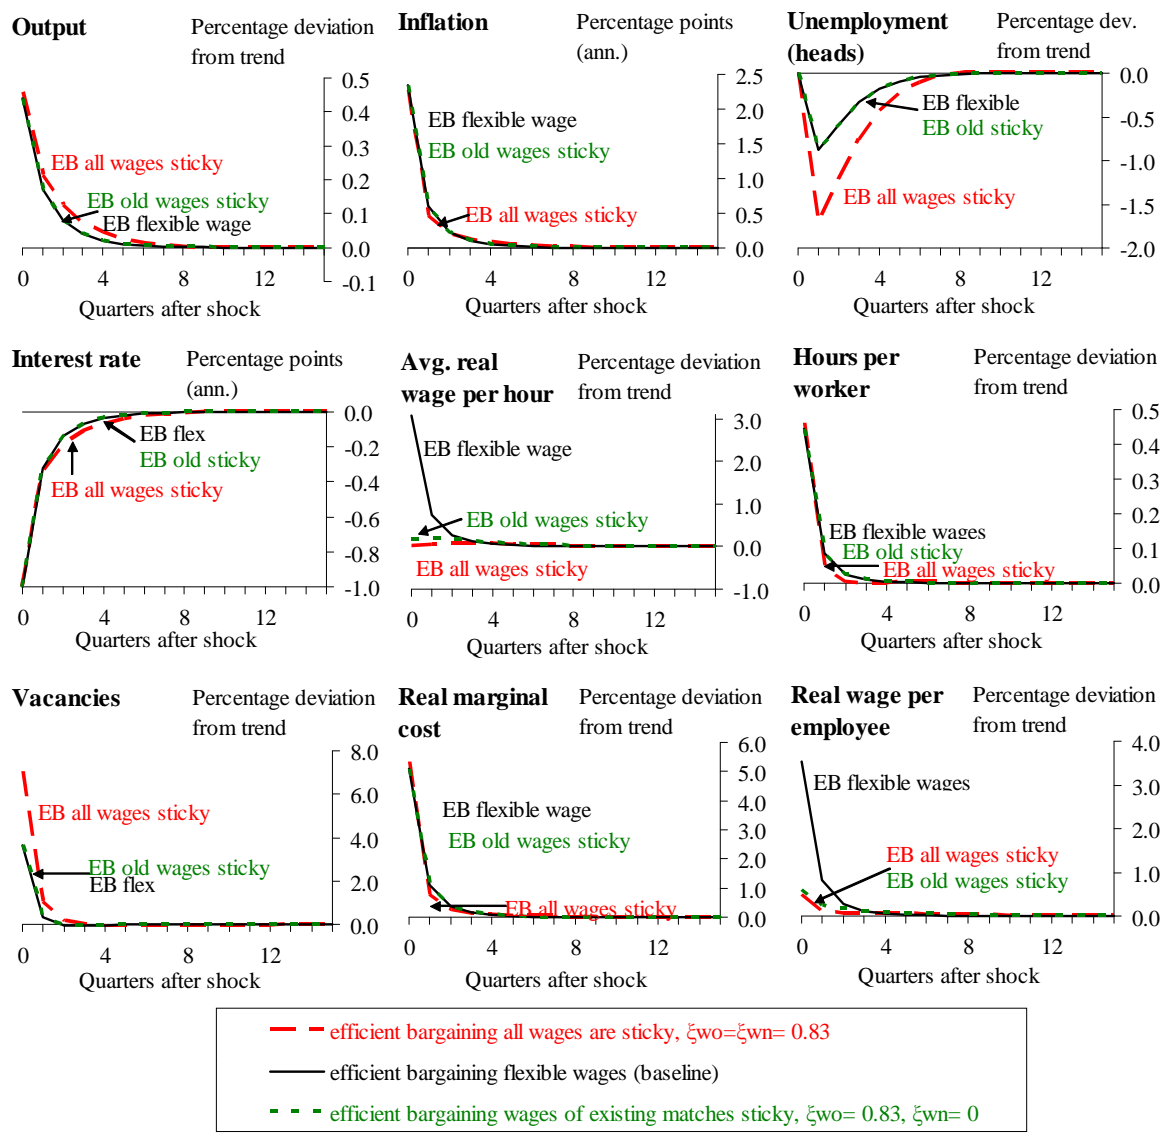 Output
Percentage deviation
from trend
0.5
0.4
0.3
0.2
0.1
0.0
-0.1
EB all wages sticky
EB old wages sticky
EB flexible wage
0 4 8 12
Quarters after shock
Inflation
Percentage points
(ann.)
2.5
2.0
1.5
1.0
0.5
0.0
EB flexible wage
EB old wages sticky
EB all wages sticky
0 4 8 12
Quarters after shock
Unemployment
(heads)
Percentage dev.
from trend
0.0
-0.5
-1.0
-1.5
-2.0
EB flexible
EB old sticky
EB all wages sticky
0 4 8 12
Quarters after shock
Interest rate
Percentage points
(ann.)
0.0
-0.2
-0.4
-0.6
-0.8
-1.0
EB flex
EB old sticky
EB all wages sticky
0 4 8 12
Quarters after shock
Avg. real
wage per hour
Percentage deviation
from trend
3.0
1.0
0.0
-1.0
EB flexible wage
EB old wages sticky
EB all wages sticky
0 4 8 12
Quarters after shock
Hours per
worker
Percentage deviation
from trend
0.5
0.4
0.3
0.2
0.1
0.0
EB flexible wages
EB old sticky
EB all wages sticky
0 4 8 12
Quarters after shock
Vacancies
Percentage deviation
from trend
8.0
6.0
4.0
2.0
0.0
EB all wages sticky
EB old wages sticky
EB flex
0 4 8 12
Quarters after shock
Real marginal
cost
Percentage deviation
from trend
6.0
5.0
4.0
3.0
2.0
1.0
0.0
EB flexible wage
EB old wages sticky
EB all wages sticky
0 4 8 12
Quarters after shock
Real wage per
employee
Percentage deviation
from trend
4.0
3.0
2.0
1.0
0.0
EB flexible wages
EB all wages sticky
EB old wages sticky
0 4 8 12
Quarters after shock
efficient bargaining all wages are sticky, ξwo=ξwn= 0.83
efficient bargaining flexible wages (baseline)
efficient bargaining wages of existing matches sticky, ξwo= 0.83, ξwn= 0